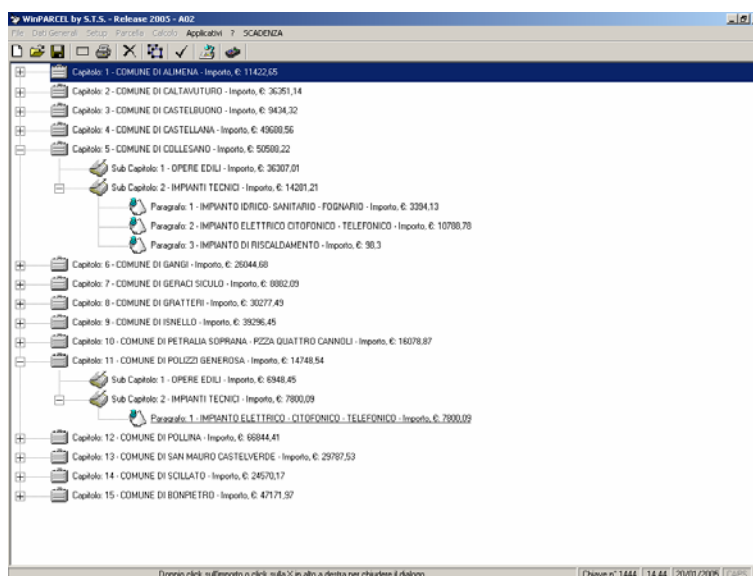 WinPARCEL by S.T.S. - Release 2005 - A02
File Dati Generali Setup Parcella Calcolo Applicativi ? SCADENZA
Capitolo: 1 - COMUNE DI ALIMENA - Importo, €: 11422,65
Capitolo: 2 - COMUNE DI CALTAVUTURO - Importo, €: 36351,14
Capitolo: 3 - COMUNE DI CASTELBUONO - Importo, €: 9434,32
Capitolo: 4 - COMUNE DI CASTELLANA - Importo, €: 49688,56
Capitolo: 5 - COMUNE DI COLLESANO - Importo, €: 50588,22
Sub Capitolo: 1 - OPERE EDILI - Importo, €: 36307,01
Sub Capitolo: 2 - IMPIANTI TECNICI - Importo, €: 14281,21
Paragrafo: 1 - IMPIANTO IDRICO- SANITARIO - FOGNARIO - Importo, €: 3394,13
Paragrafo: 2 - IMPIANTO ELETTRICO CITOFONICO - TELEFONICO - Importo, €: 10788,78
Paragrafo: 3 - IMPIANTO DI RISCALDAMENTO - Importo, €: 98,3
Capitolo: 6 - COMUNE DI GANGI - Importo, €: 26044,68
Capitolo: 7 - COMUNE DI GERACI SICULO - Importo, €: 8882,09
Capitolo: 8 - COMUNE DI GRATTERI - Importo, €: 30277,49
Capitolo: 9 - COMUNE DI ISNELLO - Importo, €: 39296,45
Capitolo: 10 - COMUNE DI PETRALIA SOPRANA - PZZA QUATTRO CANNOLI - Importo, €: 16078,87
Capitolo: 11 - COMUNE DI POLIZZI GENEROSA - Importo, €: 14748,54
Sub Capitolo: 1 - OPERE EDILI - Importo, €: 6948,45
Sub Capitolo: 2 - IMPIANTI TECNICI - Importo, €: 7800,09
Paragrafo: 1 - IMPIANTO ELETTRICO - CITOFONICO - TELEFONICO - Importo, €: 7800,09
Capitolo: 12 - COMUNE DI POLLINA - Importo, €: 66844,41
Capitolo: 13 - COMUNE DI SAN MAURO CASTELVERDE - Importo, €: 29787,53
Capitolo: 14 - COMUNE DI SCILLATO - Importo, €: 24570,17
Capitolo: 15 - COMUNE DI BONPIETRO - Importo, €: 47171,97
Doppio click sull'importo o click sulla X in alto a destra per chiudere il dialogo Chiave n° 1444 14.44 20/01/2005 CAPS